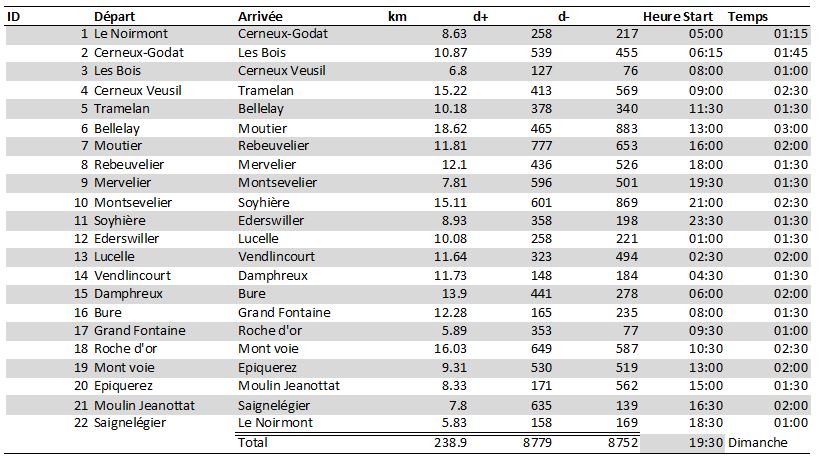 ID Départ Arrivée km d+ d- Heure Start Temps
1 Le Noirmont Cerneux-Godat 8.63 258 217 05:00 01:15
2 Cerneux-Godat Les Bois 10.87 539 455 06:15 01:45
3 Les Bois Cerneux Veusil 6.8 127 76 08:00 01:00
4 Cerneux Veusil Tramelan 15.22 413 569 09:00 02:30
5 Tramelan Bellelay 10.18 378 340 11:30 01:30
6 Bellelay Moutier 18.62 465 883 13:00 03:00
7 Moutier Rebeuvelier 11.81 777 653 16:00 02:00
8 Rebeuvelier Mervelier 12.1 436 526 18:00 01:30
9 Mervelier Montsevelier 7.81 596 501 19:30 01:30
10 Montsevelier Soyhière 15.11 601 869 21:00 02:30
11 Soyhière Ederswiller 8.93 358 198 23:30 01:30
12 Ederswiller Lucelle 10.08 258 221 01:00 01:30
13 Lucelle Vendlincourt 11.64 323 494 02:30 02:00
14 Vendlincourt Damphreux 11.73 148 184 04:30 01:30
15 Damphreux Bure 13.9 441 278 06:00 02:00
16 Bure Grand Fontaine 12.28 165 235 08:00 01:30
17 Grand Fontaine Roche d'or 5.89 353 77 09:30 01:00
18 Roche d'or Mont voie 16.03 649 587 10:30 02:30
19 Mont voie Epiquerez 9.31 530 519 13:00 02:00
20 Epiquerez Moulin Jeanottat 8.33 171 562 15:00 01:30
21 Moulin Jeanottat Saignelégier 7.8 635 139 16:30 02:00
22 Saignelégier Le Noirmont 5.83 158 169 18:30 01:00
Total 238.9 8779 8752 19:30 Dimanche